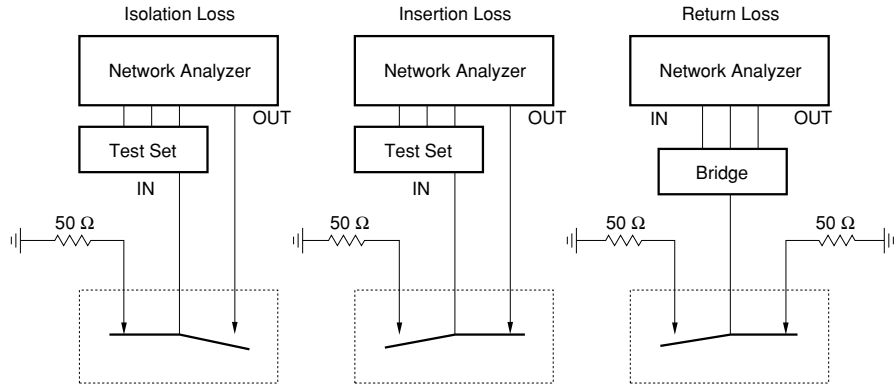 Isolation Loss
Network Analyzer
OUT
Test Set
IN
50 Ω
Insertion Loss
Network Analyzer
OUT
Test Set
IN
50 Ω
Return Loss
Network Analyzer
IN
OUT
Bridge
50 Ω
50 Ω